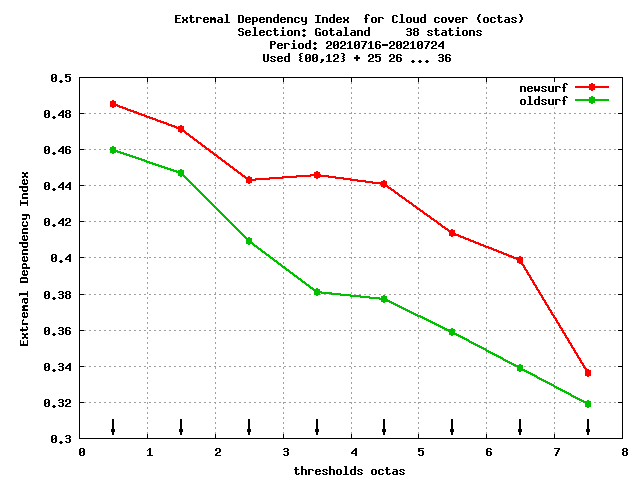 Extremal Dependency Index  for Cloud cover (octas)
Selection: Gotaland     38 stations
Period: 20210716-20210724
Used {00,12} + 25 26 ... 36
newsurf
oldsurf
0.5
0.48
0.46
0.44
0.42
0.4
0.38
0.36
0.34
0.32
0.3
Extremal Dependency Index
0 1 2 3 4 5 6 7 8
thresholds octas